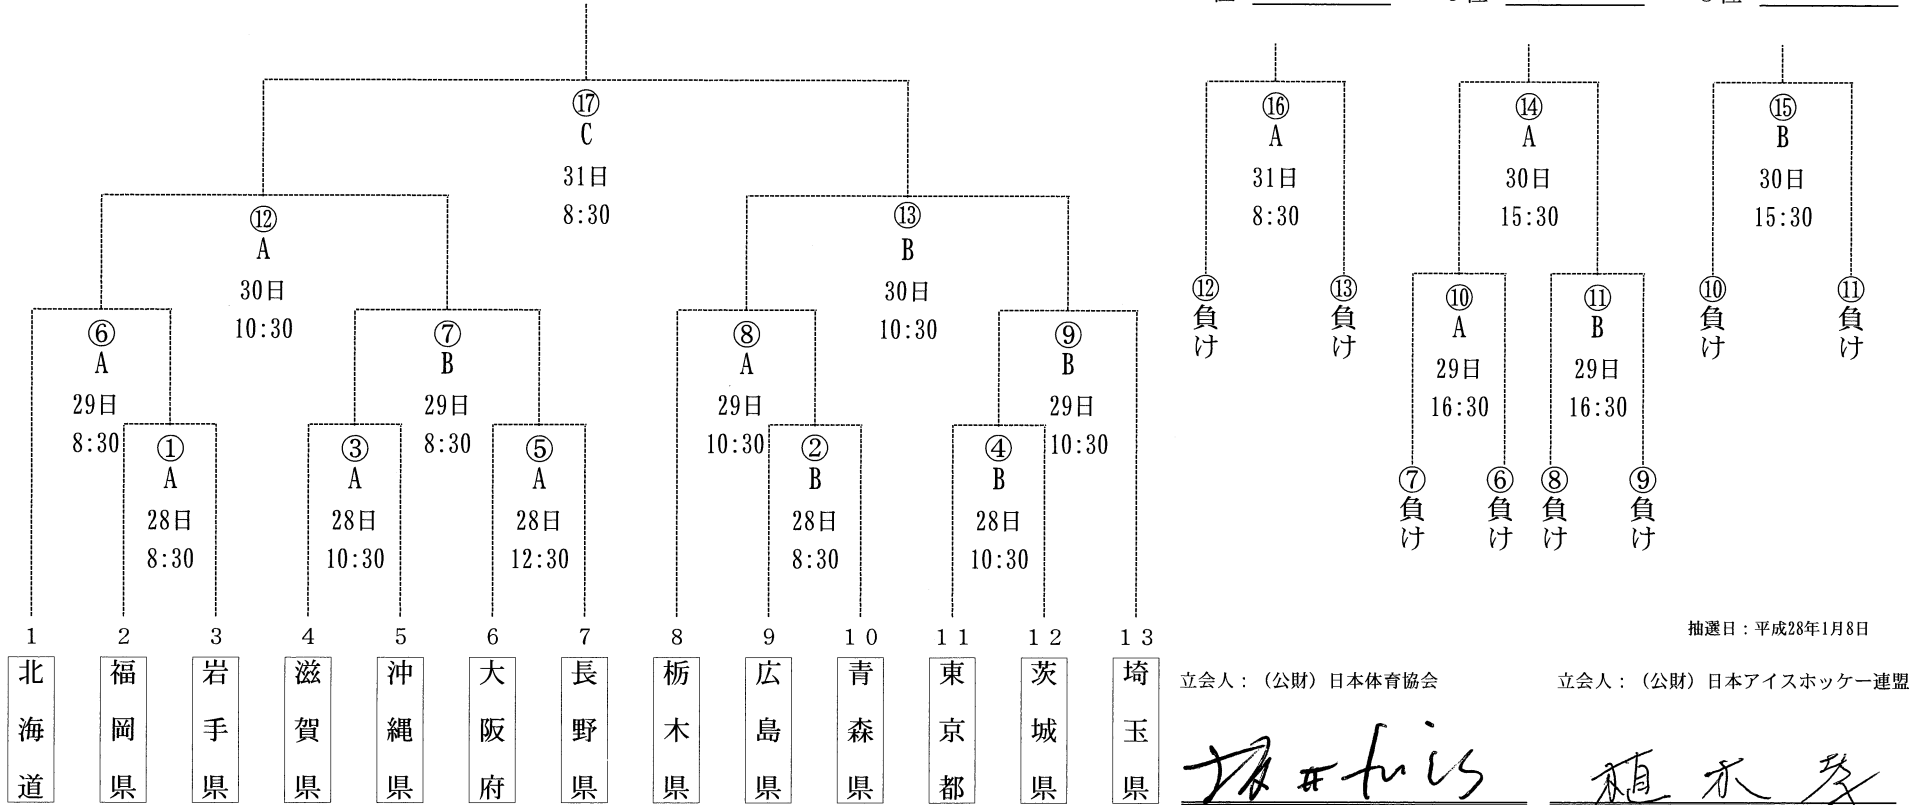 ⑰
C
31日
8:30
⑫
A
30日
10:30
⑬
B
30日
10:30
⑥
A
29日
8:30
⑦
B
29日
8:30
⑧
A
29日
10:30
⑨
B
29日
10:30
①
A
28日
8:30
③
A
28日
10:30
⑤
A
28日
12:30
②
B
28日
8:30
④
B
28日
10:30
1 2 3 4 5 6 7 8 9 10 11 12 13
北海道
福岡県
岩手県
滋賀県
沖縄県
大阪府
長野県
栃木県
広島県
青森県
東京都
茨城県
埼玉県
⑯
A
31日
8:30
⑫負け
⑬負け
⑭
A
30日
15:30
⑩
A
29日
16:30
⑪
B
29日
16:30
⑦負け
⑥負け
⑧負け
⑨負け
⑮
B
30日
15:30
⑩負け
⑪負け
抽選日：平成28年1月8日
立会人：（公財）日本体育協会
立会人：（公財）日本アイスホッケー連盟